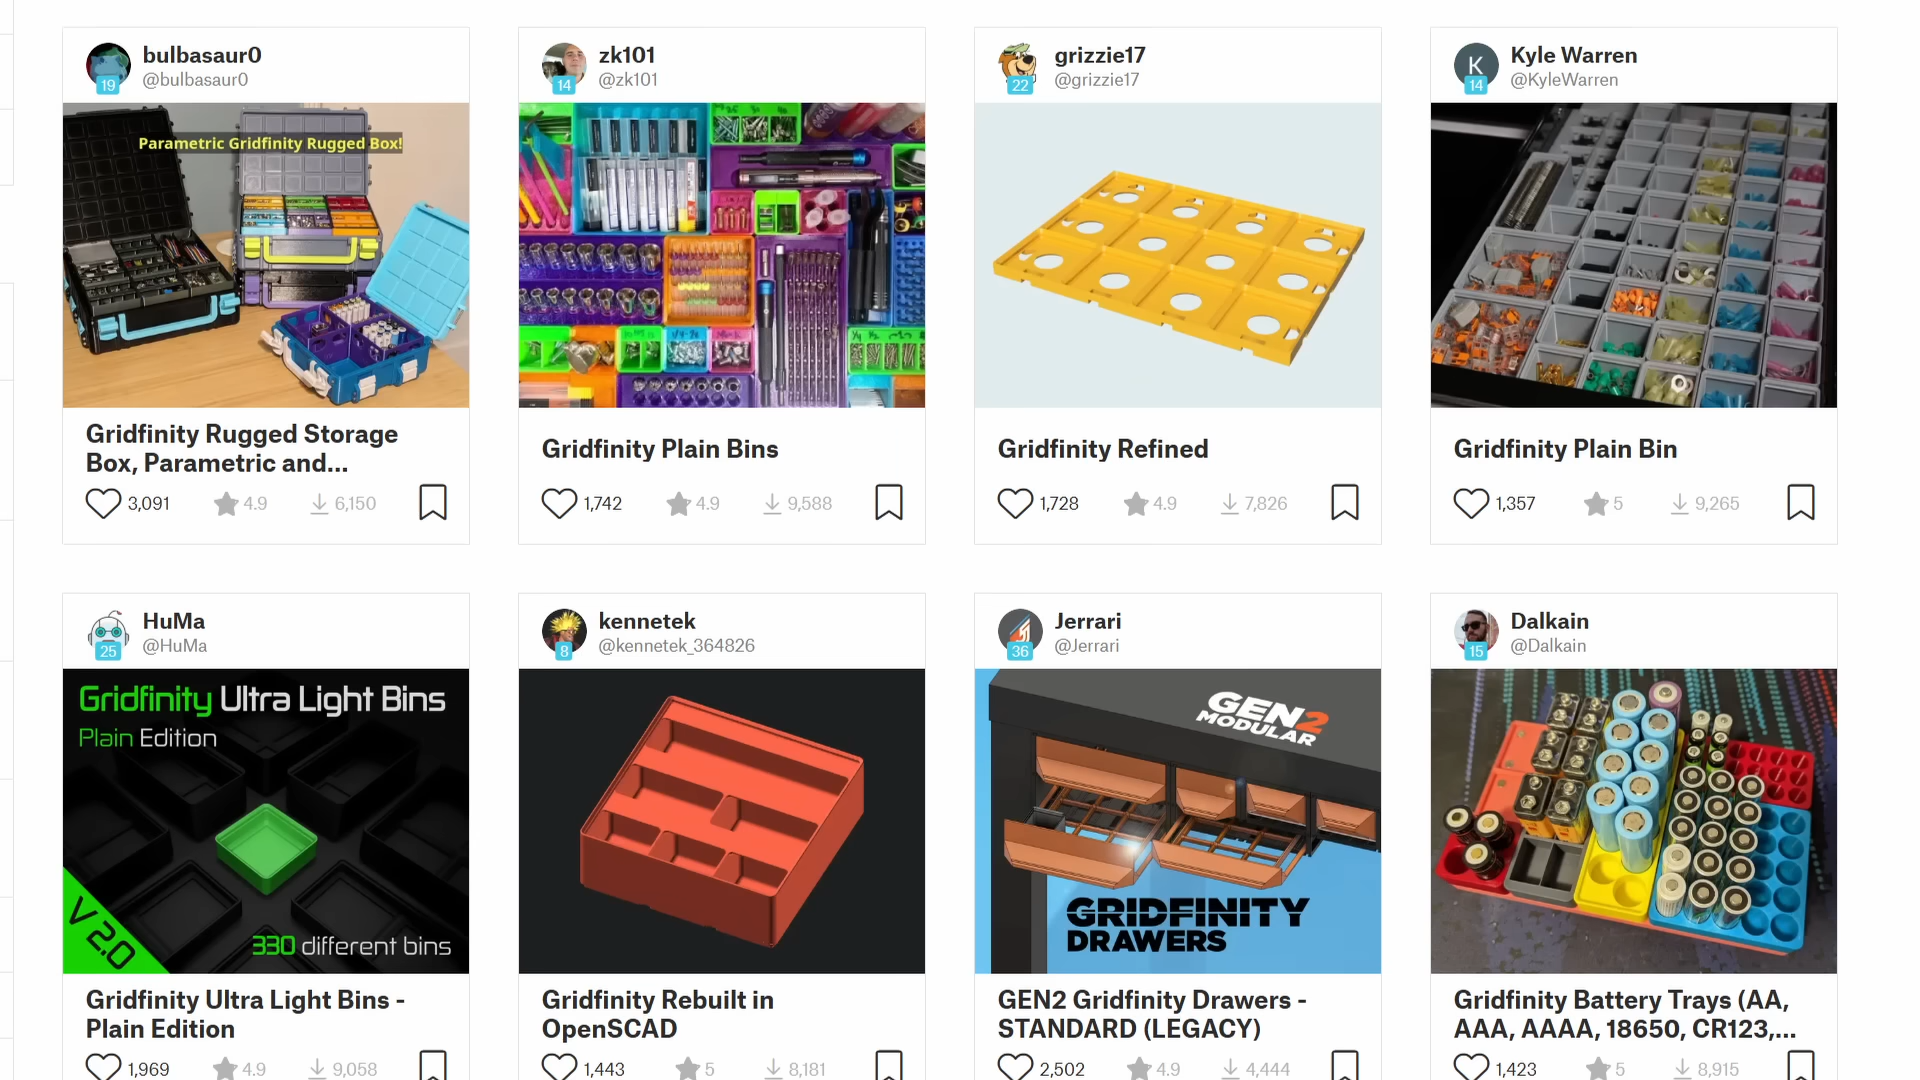 bulbasaur0
@bulbasaur0
19
Parametric Gridfinity Rugged Box!
Gridfinity Rugged Storage
Box, Parametric and...
3,091
4.9
6,150
zk101
@zk101
14
Gridfinity Plain Bins
1,742
4.9
9,588
grizzie17
@grizzie17
22
Gridfinity Refined
1,728
4.9
7,826
Kyle Warren
@KyleWarren
K
14
Gridfinity Plain Bin
1,357
5
9,265
HuMa
@HuMa
25
Gridfinity Ultra Light Bins
Plain Edition
V 2.0
330 different bins
Gridfinity Ultra Light Bins -
Plain Edition
1,969
4.9
9,058
kennetek
@kennetek_364826
8
Gridfinity Rebuilt in
OpenSCAD
1,443
5
8,181
Jerrari
@Jerrari
36
GEN2
MODULAR
GRIDFINITY
DRAWERS
GEN2 Gridfinity Drawers -
STANDARD (LEGACY)
2,502
4.9
4,444
Dalkain
@Dalkain
15
Gridfinity Battery Trays (AA,
AAA, AAAA, 18650, CR123,...
1,423
5
8,915